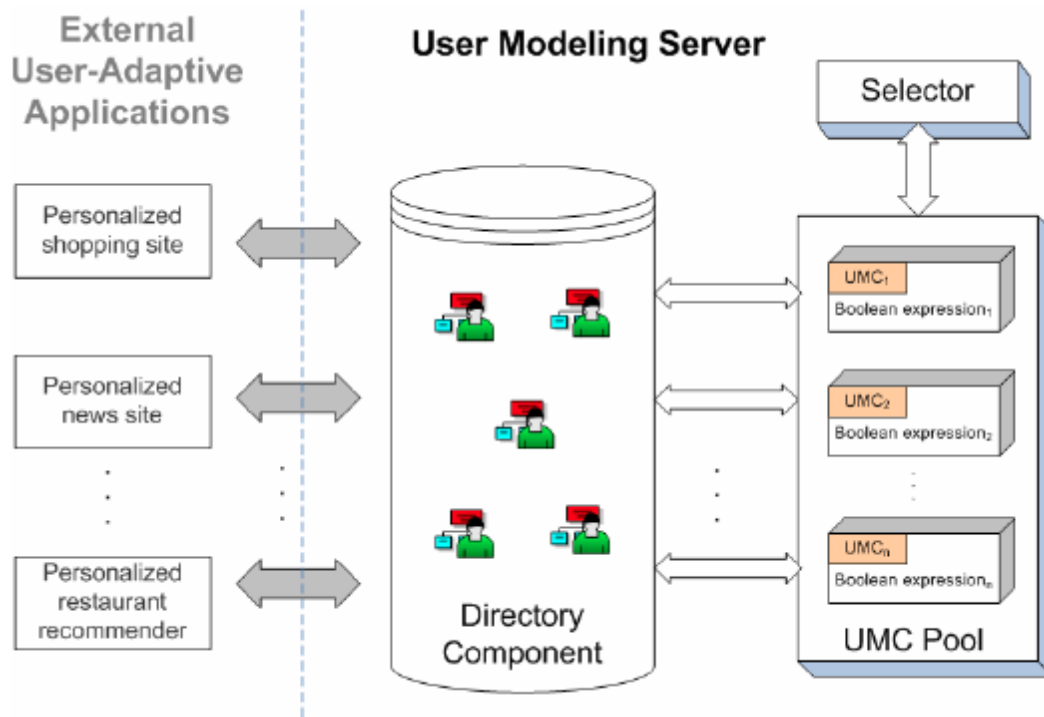 External
User-Adaptive
Applications
User Modeling Server
Selector
Personalized
shopping site
Personalized
news site
Personalized
restaurant
recommender
Directory
Component
UMC₁
Boolean expression₁
UMC₂
Boolean expression₂
UMCₙ
Boolean expressionₙ
UMC Pool